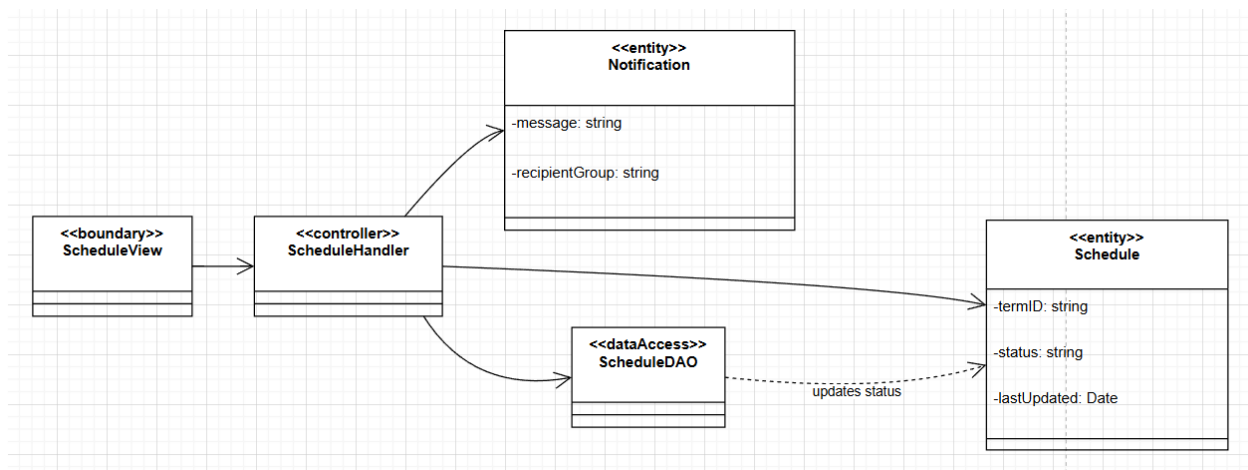 <<entity>>
Notification
-message: string
-recipientGroup: string
<<boundary>>
ScheduleView
<<controller>>
ScheduleHandler
<<entity>>
Schedule
-termID: string
-status: string
-lastUpdated: Date
<<dataAccess>>
ScheduleDAO
updates status